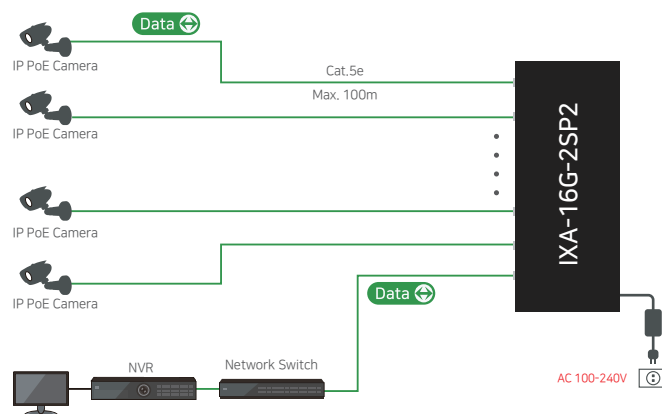 Data
IP PoE Camera
Cat.5e
Max. 100m
IP PoE Camera
IXA-16G-2SP2
IP PoE Camera
IP PoE Camera
Data
NVR
Network Switch
AC 100-240V